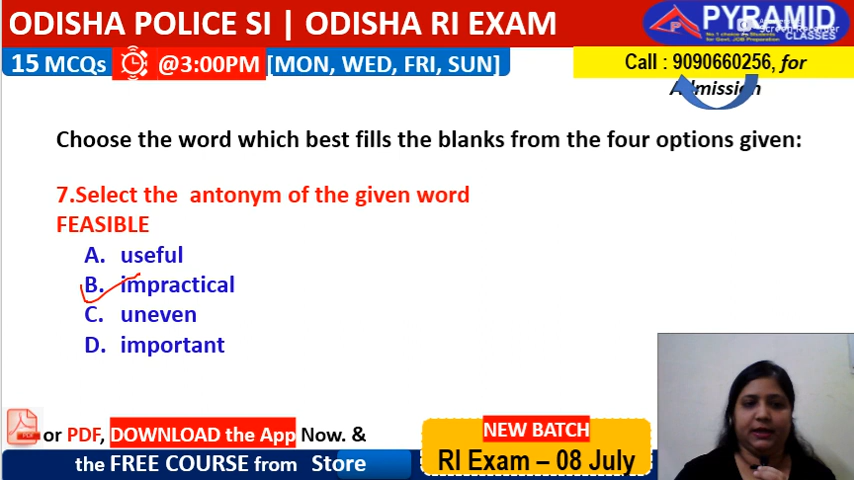 ODISHA POLICE SI | ODISHA RI EXAM
PYRAMID
CLASSES
15 MCQs @3:00PM [MON, WED, FRI, SUN]
Call : 9090660256, for
Admission
Choose the word which best fills the blanks from the four options given:
7.Select the antonym of the given word
FEASIBLE
A. useful
B. impractical
C. uneven
D. important
or PDF, DOWNLOAD the App Now. &
the FREE COURSE from Store
NEW BATCH
RI Exam – 08 July